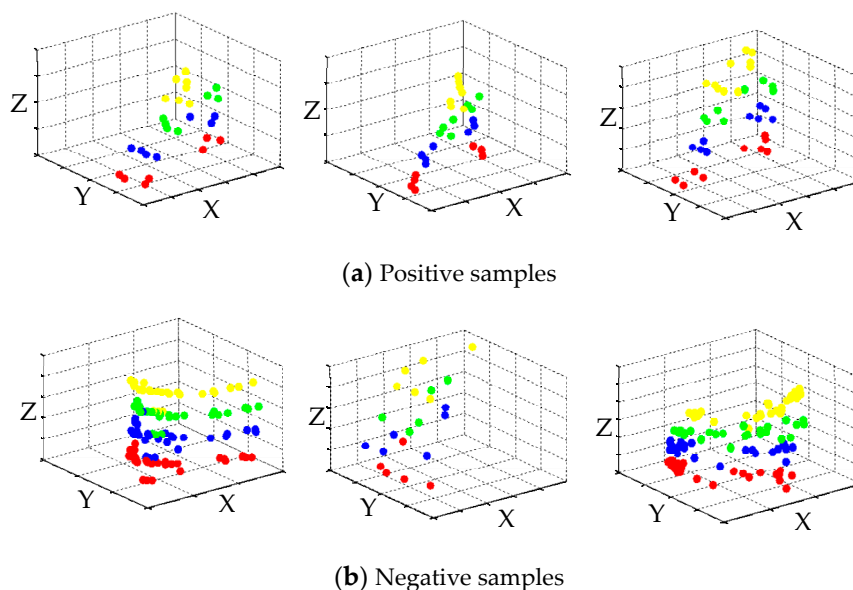 Z Y X Z Y X Z Y X
(a) Positive samples
Z Y X Z Y X Z Y X
(b) Negative samples